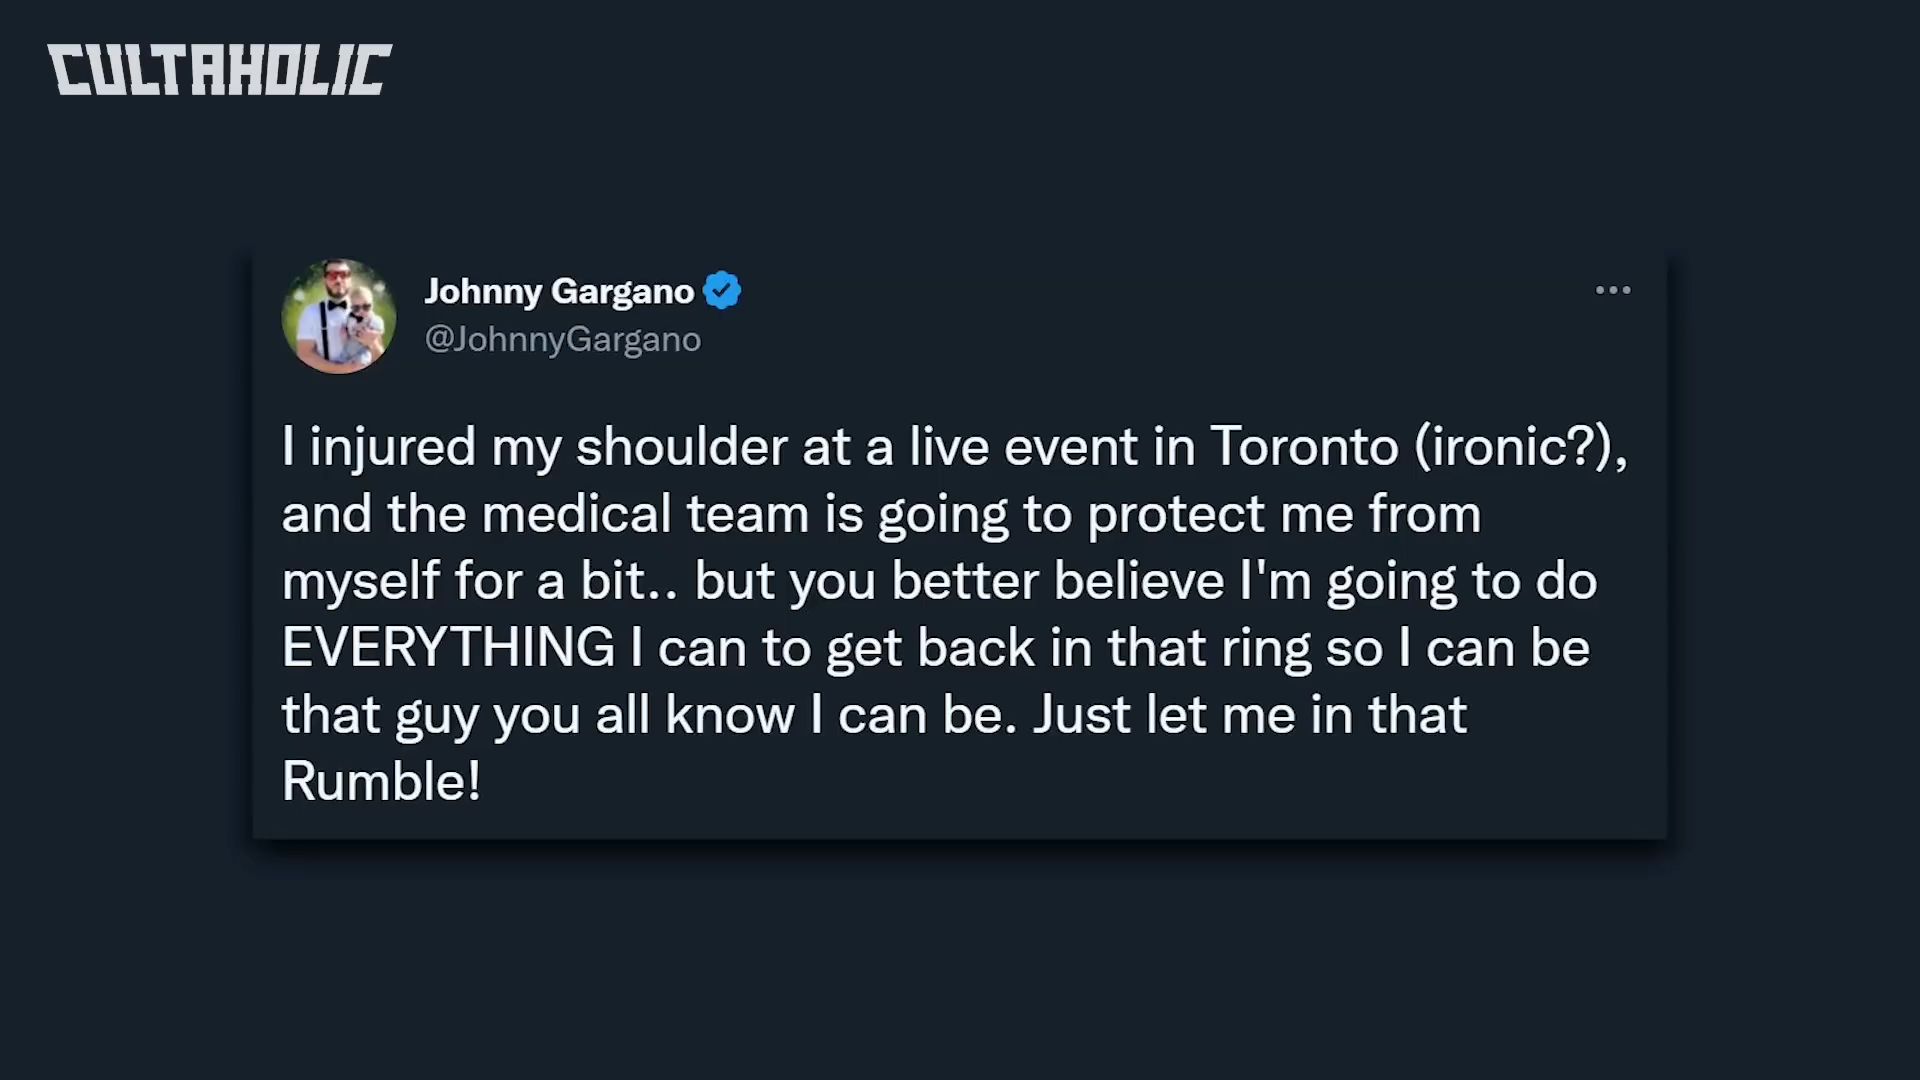 CULTAHOLIC
Johnny Gargano
@JohnnyGargano
I injured my shoulder at a live event in Toronto (ironic?),
and the medical team is going to protect me from
myself for a bit.. but you better believe I'm going to do
EVERYTHING I can to get back in that ring so I can be
that guy you all know I can be. Just let me in that
Rumble!